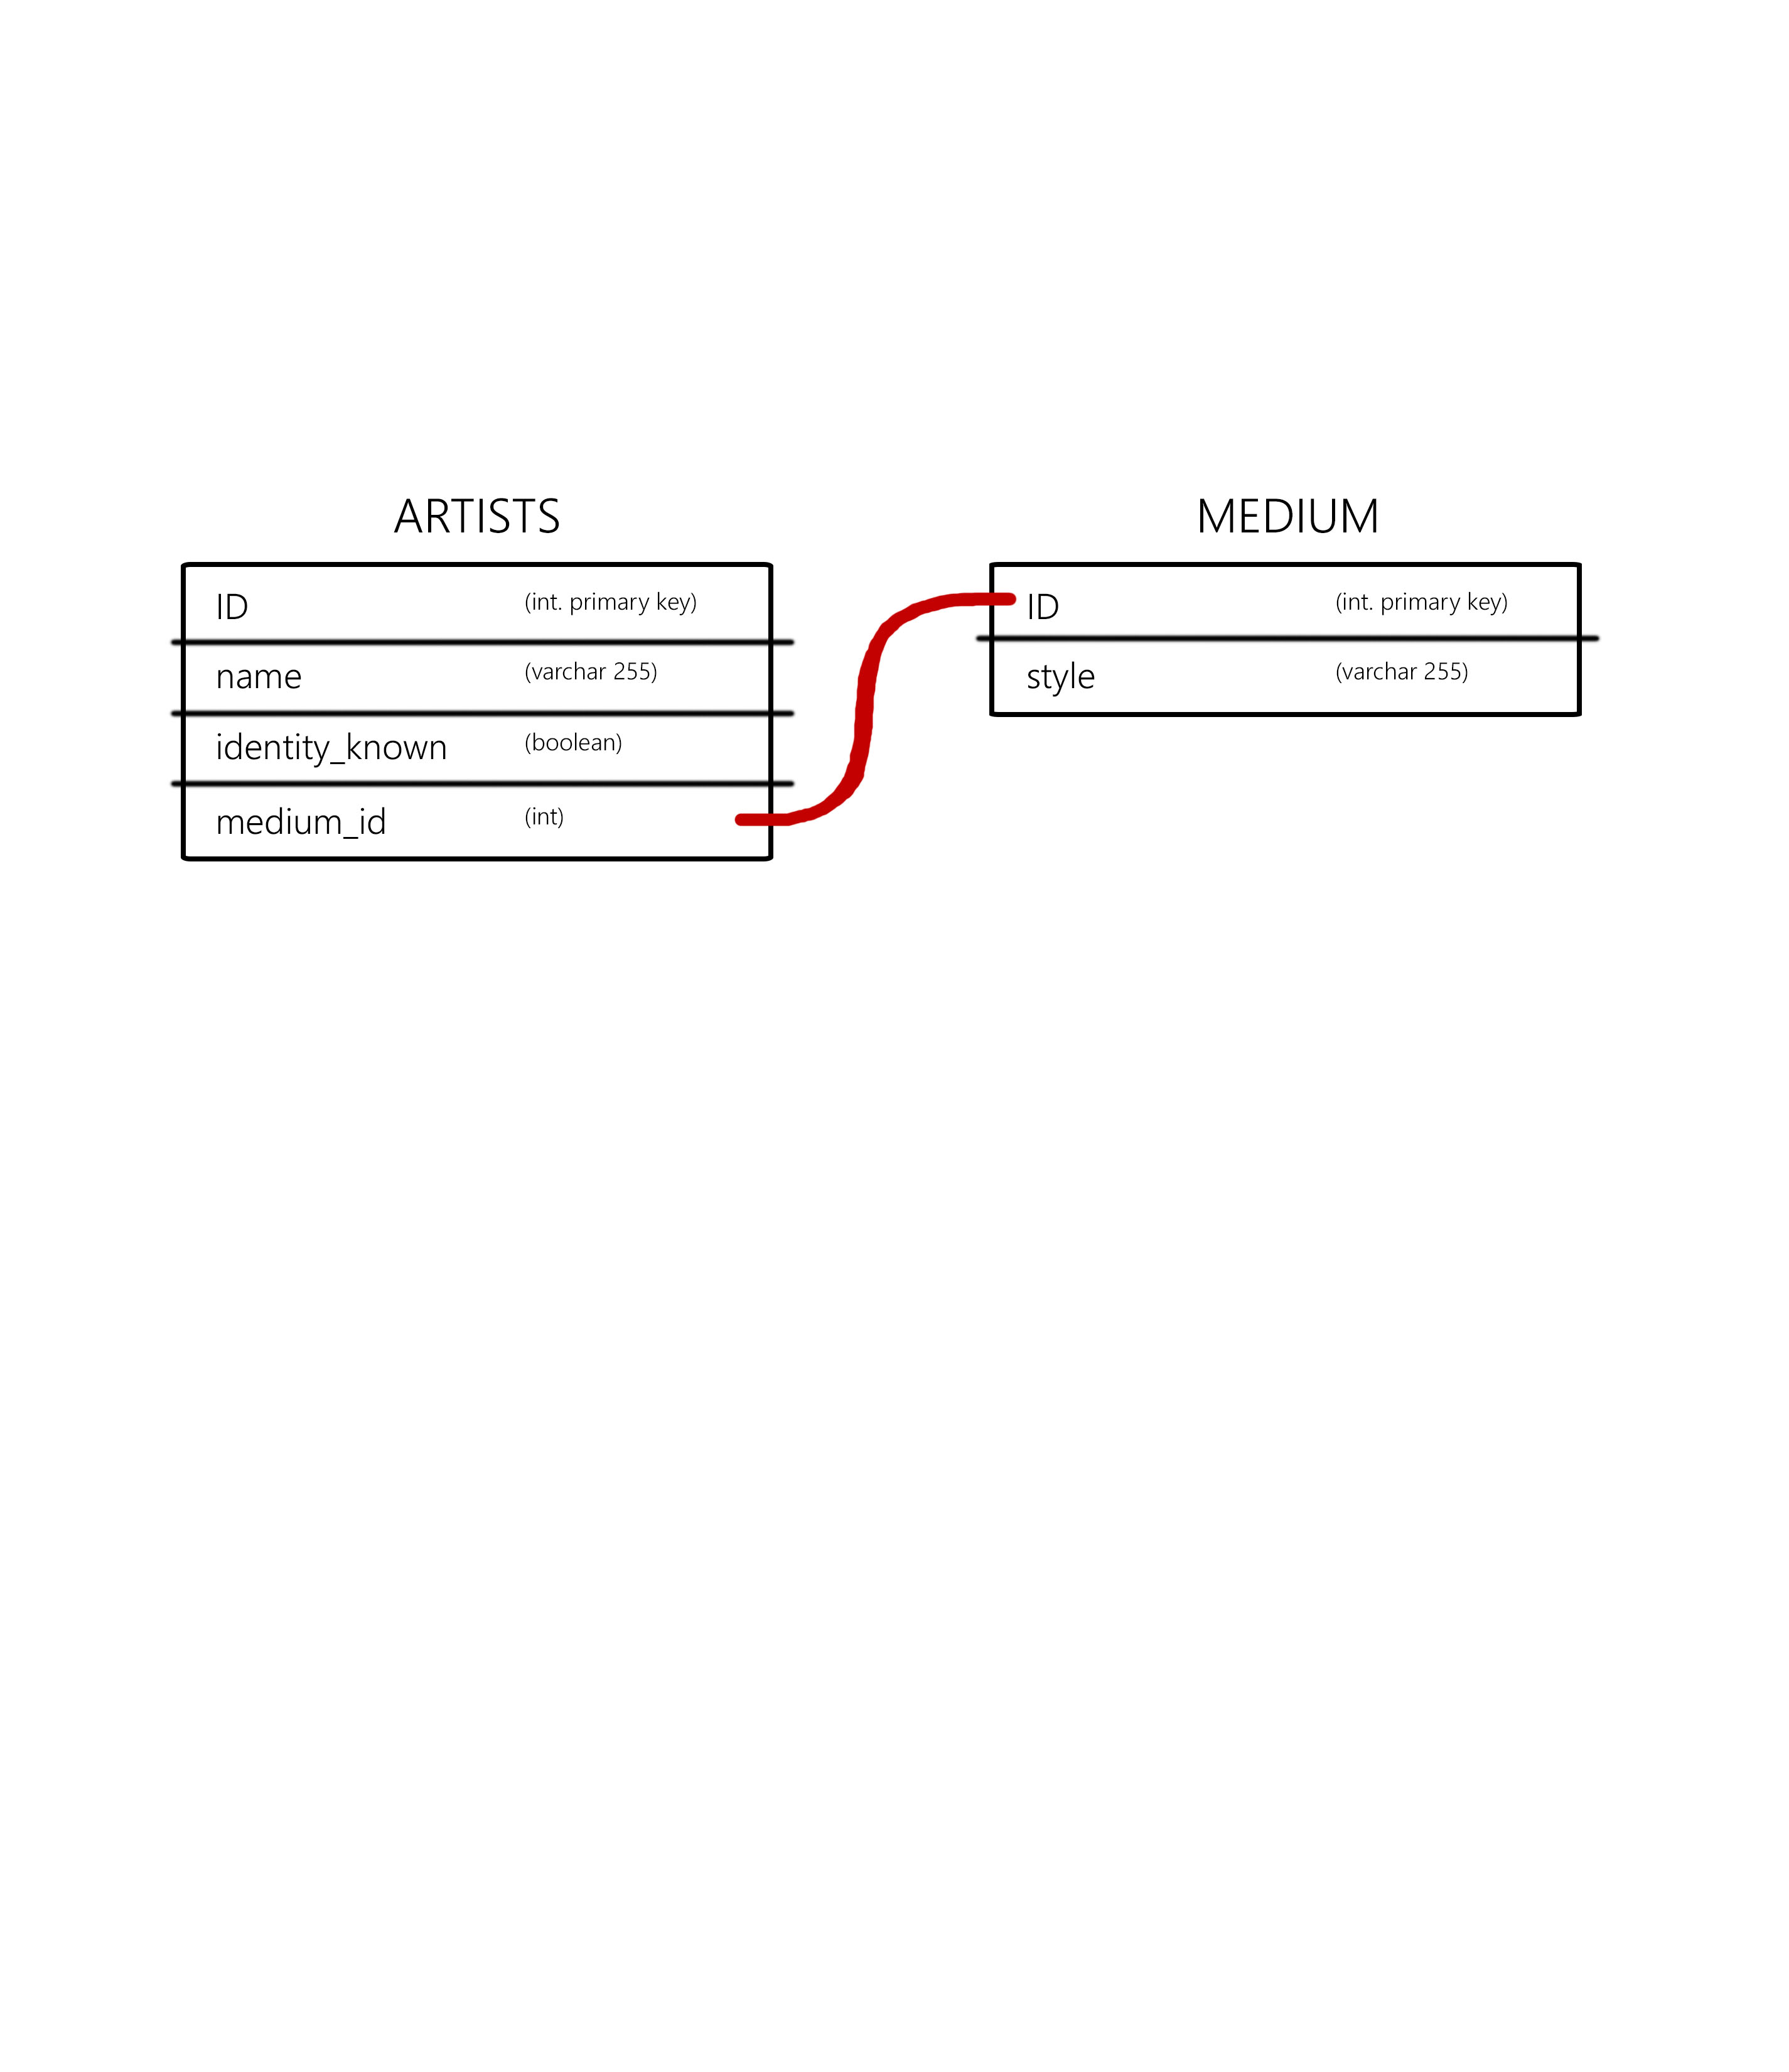 ARTISTS
ID (int. primary key)
name (varchar 255)
identity_known (boolean)
medium_id (int)
MEDIUM
ID (int. primary key)
style (varchar 255)